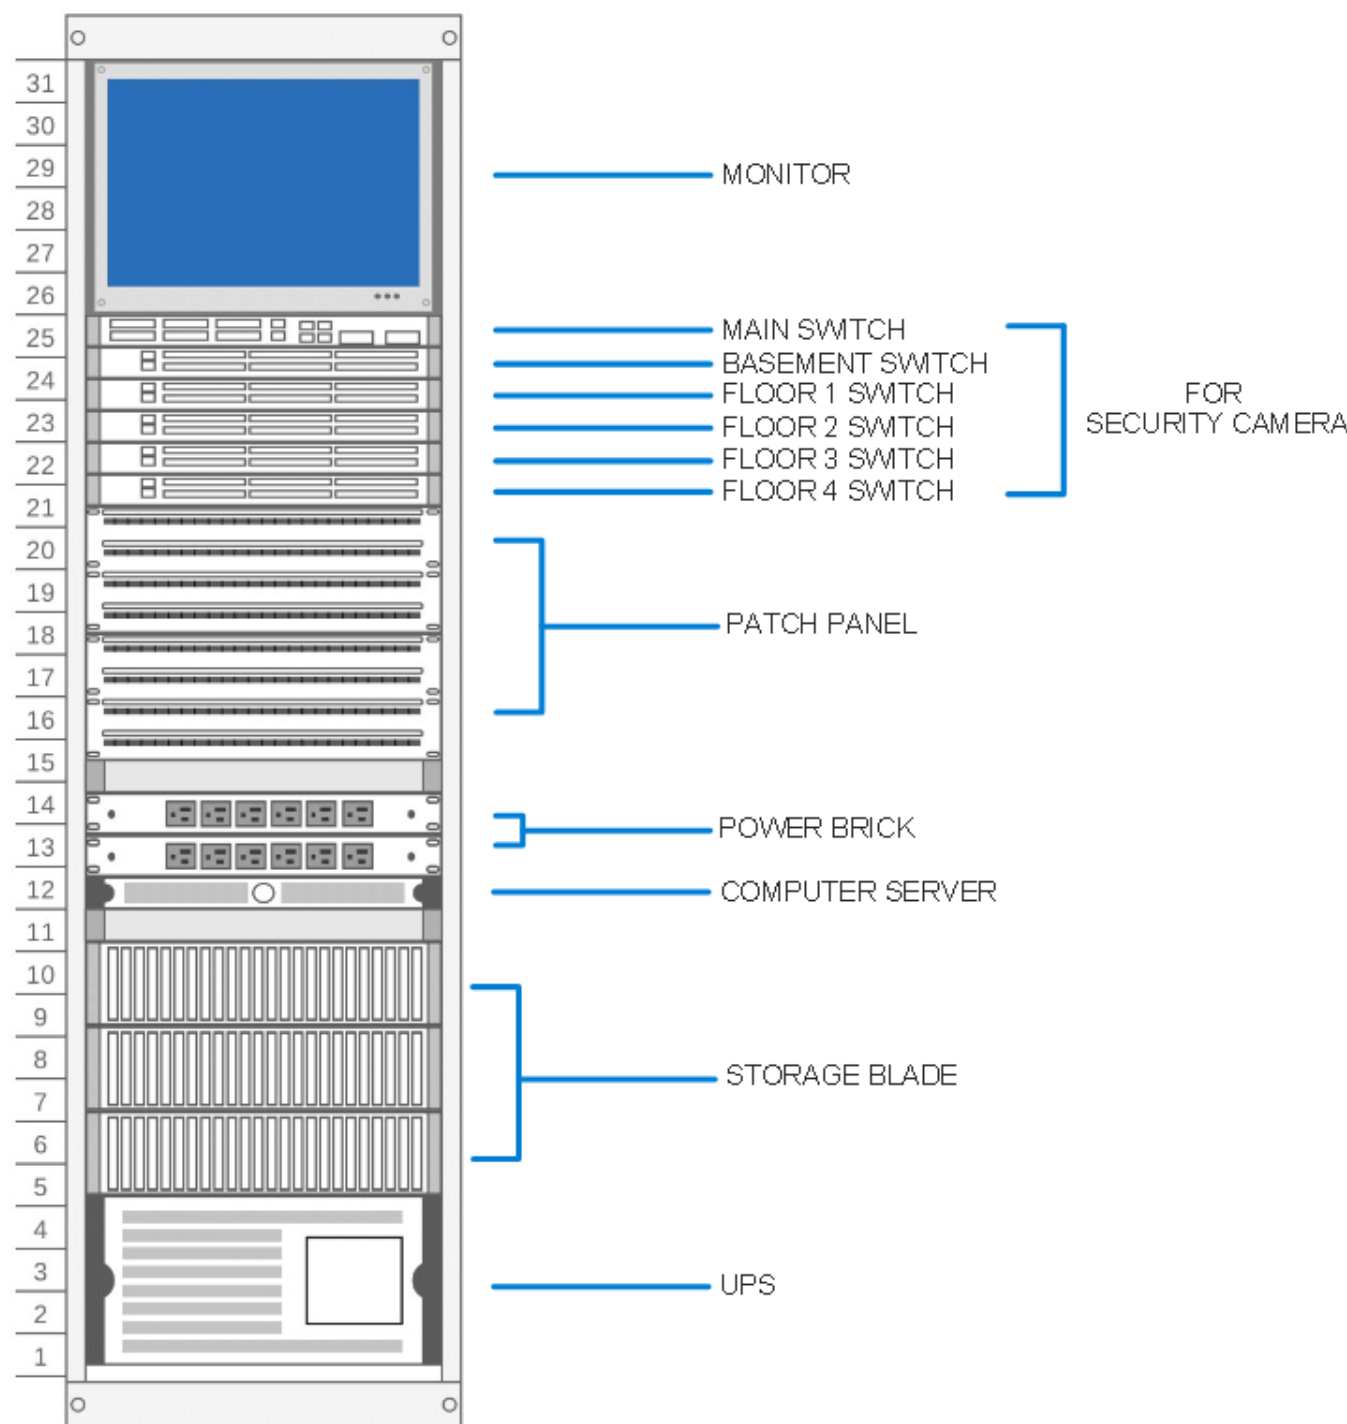 31
30
29
MONITOR
28
27
26
25
MAIN SWITCH
BASEMENT SWITCH
24
FLOOR 1 SWITCH
FOR
SECURITY CAMERA
23
FLOOR 2 SWITCH
22
FLOOR 3 SWITCH
FLOOR 4 SWITCH
21
20
19
18
PATCH PANEL
17
16
15
14
POWER BRICK
13
12
COMPUTER SERVER
11
10
9
8
STORAGE BLADE
7
6
5
4
3
UPS
2
1